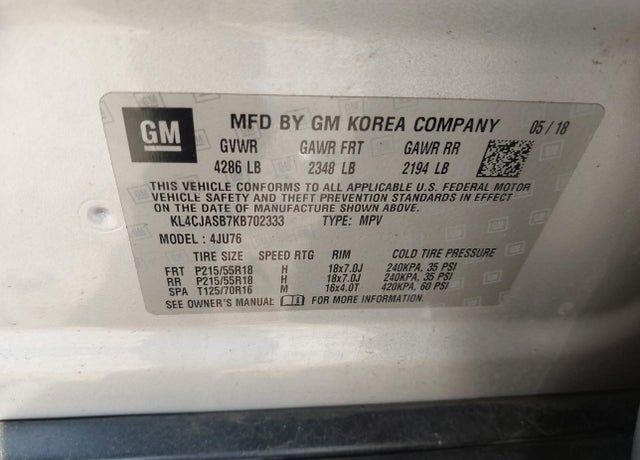 GM MFD BY GM KOREA COMPANY 05/18
GVWR GAWR FRT GAWR RR
4286 LB 2348 LB 2194 LB
THIS VEHICLE CONFORMS TO ALL APPLICABLE U.S. FEDERAL MOTOR
VEHICLE SAFETY AND THEFT PREVENTION STANDARDS IN EFFECT
ON THE DATE OF MANUFACTURE SHOWN ABOVE.
KL4CJASB7KB702333 TYPE: MPV
MODEL : 4JU76
TIRE SIZE SPEED RTG RIM COLD TIRE PRESSURE
FRT P215/55R18 H 18x7.0J 240KPA, 35 PSI
RR P215/55R18 H 18x7.0J 240KPA, 35 PSI
SPA T125/70R16 M 16x4.0T 420KPA, 60 PSI
SEE OWNER'S MANUAL FOR MORE INFORMATION.